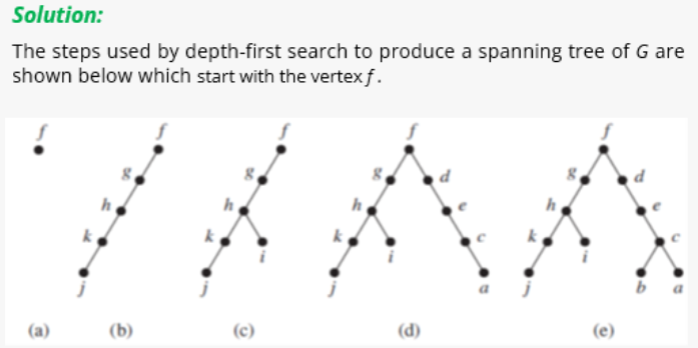 Solution:
The steps used by depth-first search to produce a spanning tree of G are
shown below which start with the vertex f.
f f f f f
g g g d g d
h h h e h e
k k i k i c k i c
j j j a j b a
(a) (b) (c) (d) (e)